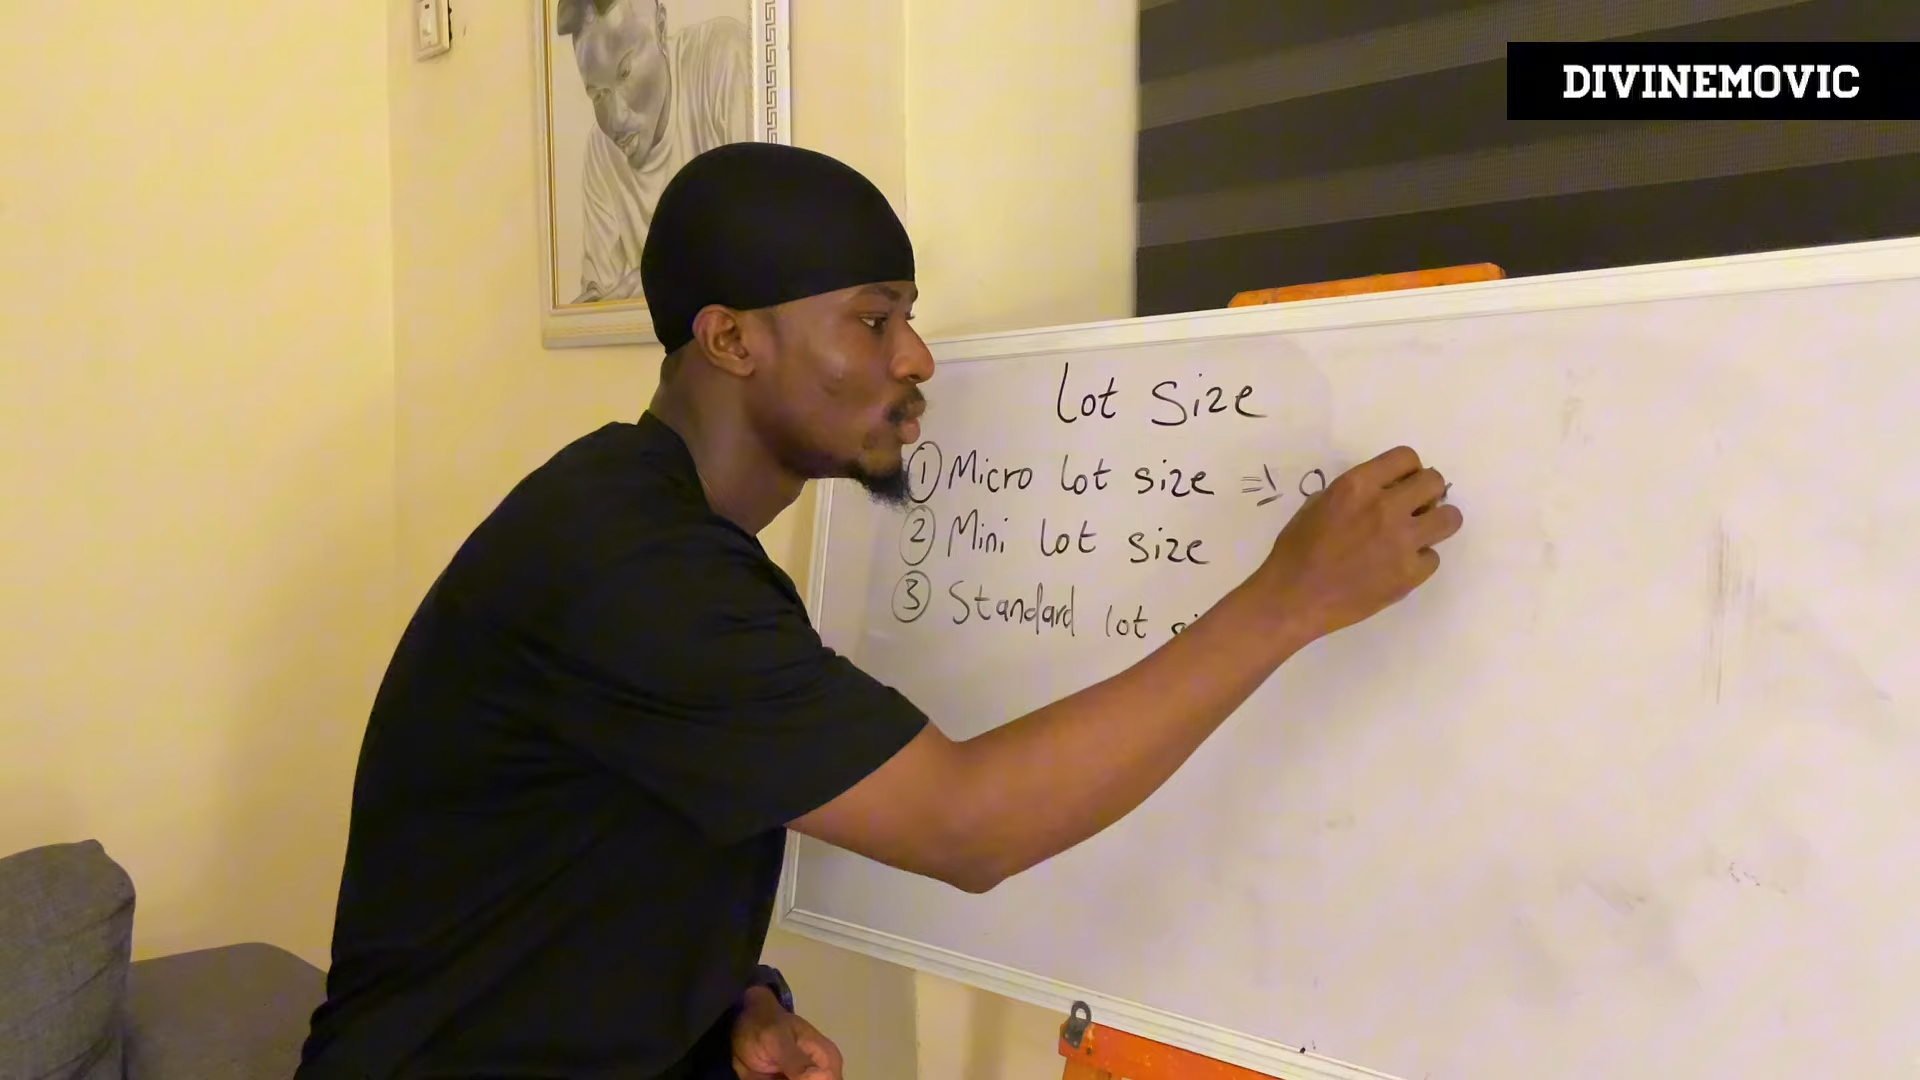 DIVINEMOVIC
Lot Size
① Micro lot size ⇒
② Mini lot size
③ Standard lot